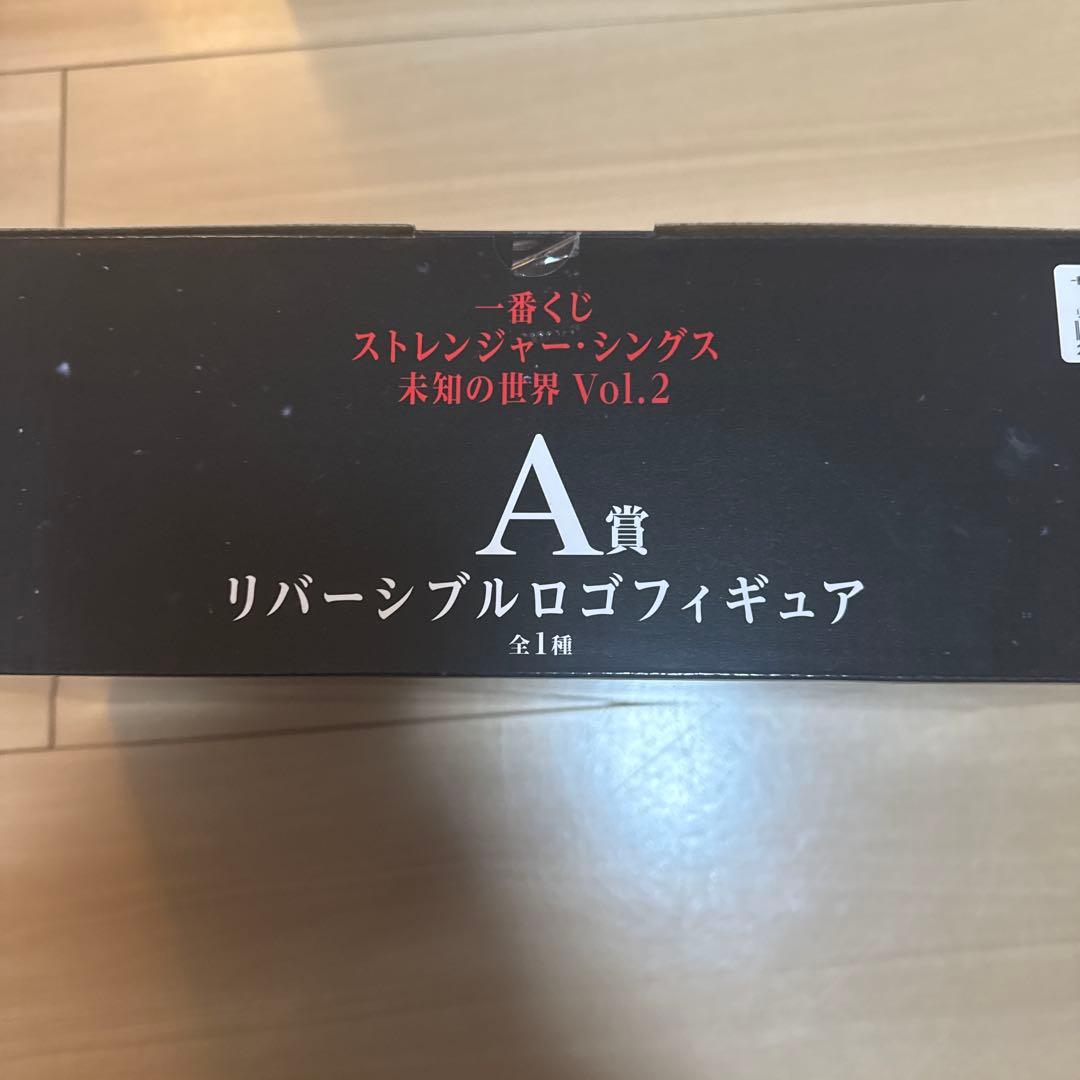 一番くじ
ストレンジャー・シングス
未知の世界 Vol.2
A賞
リバーシブルロゴフィギュア
全1種